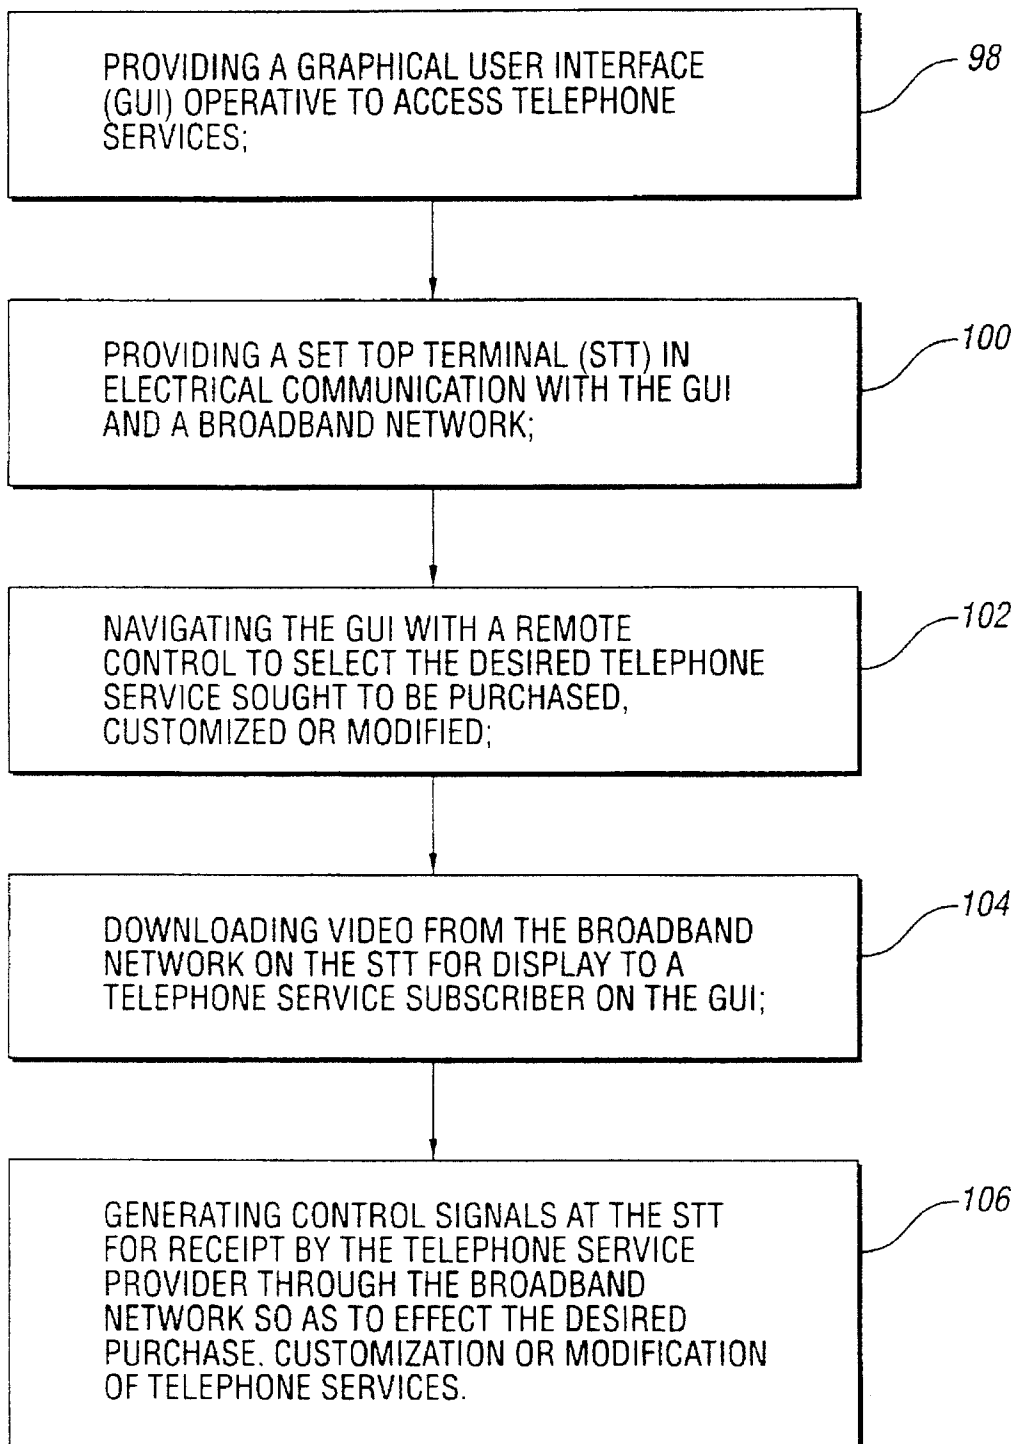 PROVIDING A GRAPHICAL USER INTERFACE
(GUI) OPERATIVE TO ACCESS TELEPHONE
SERVICES;
98
PROVIDING A SET TOP TERMINAL (STT) IN
ELECTRICAL COMMUNICATION WITH THE GUI
AND A BROADBAND NETWORK;
100
NAVIGATING THE GUI WITH A REMOTE
CONTROL TO SELECT THE DESIRED TELEPHONE
SERVICE SOUGHT TO BE PURCHASED,
CUSTOMIZED OR MODIFIED;
102
DOWNLOADING VIDEO FROM THE BROADBAND
NETWORK ON THE STT FOR DISPLAY TO A
TELEPHONE SERVICE SUBSCRIBER ON THE GUI;
104
GENERATING CONTROL SIGNALS AT THE STT
FOR RECEIPT BY THE TELEPHONE SERVICE
PROVIDER THROUGH THE BROADBAND
NETWORK SO AS TO EFFECT THE DESIRED
PURCHASE. CUSTOMIZATION OR MODIFICATION
OF TELEPHONE SERVICES.
106